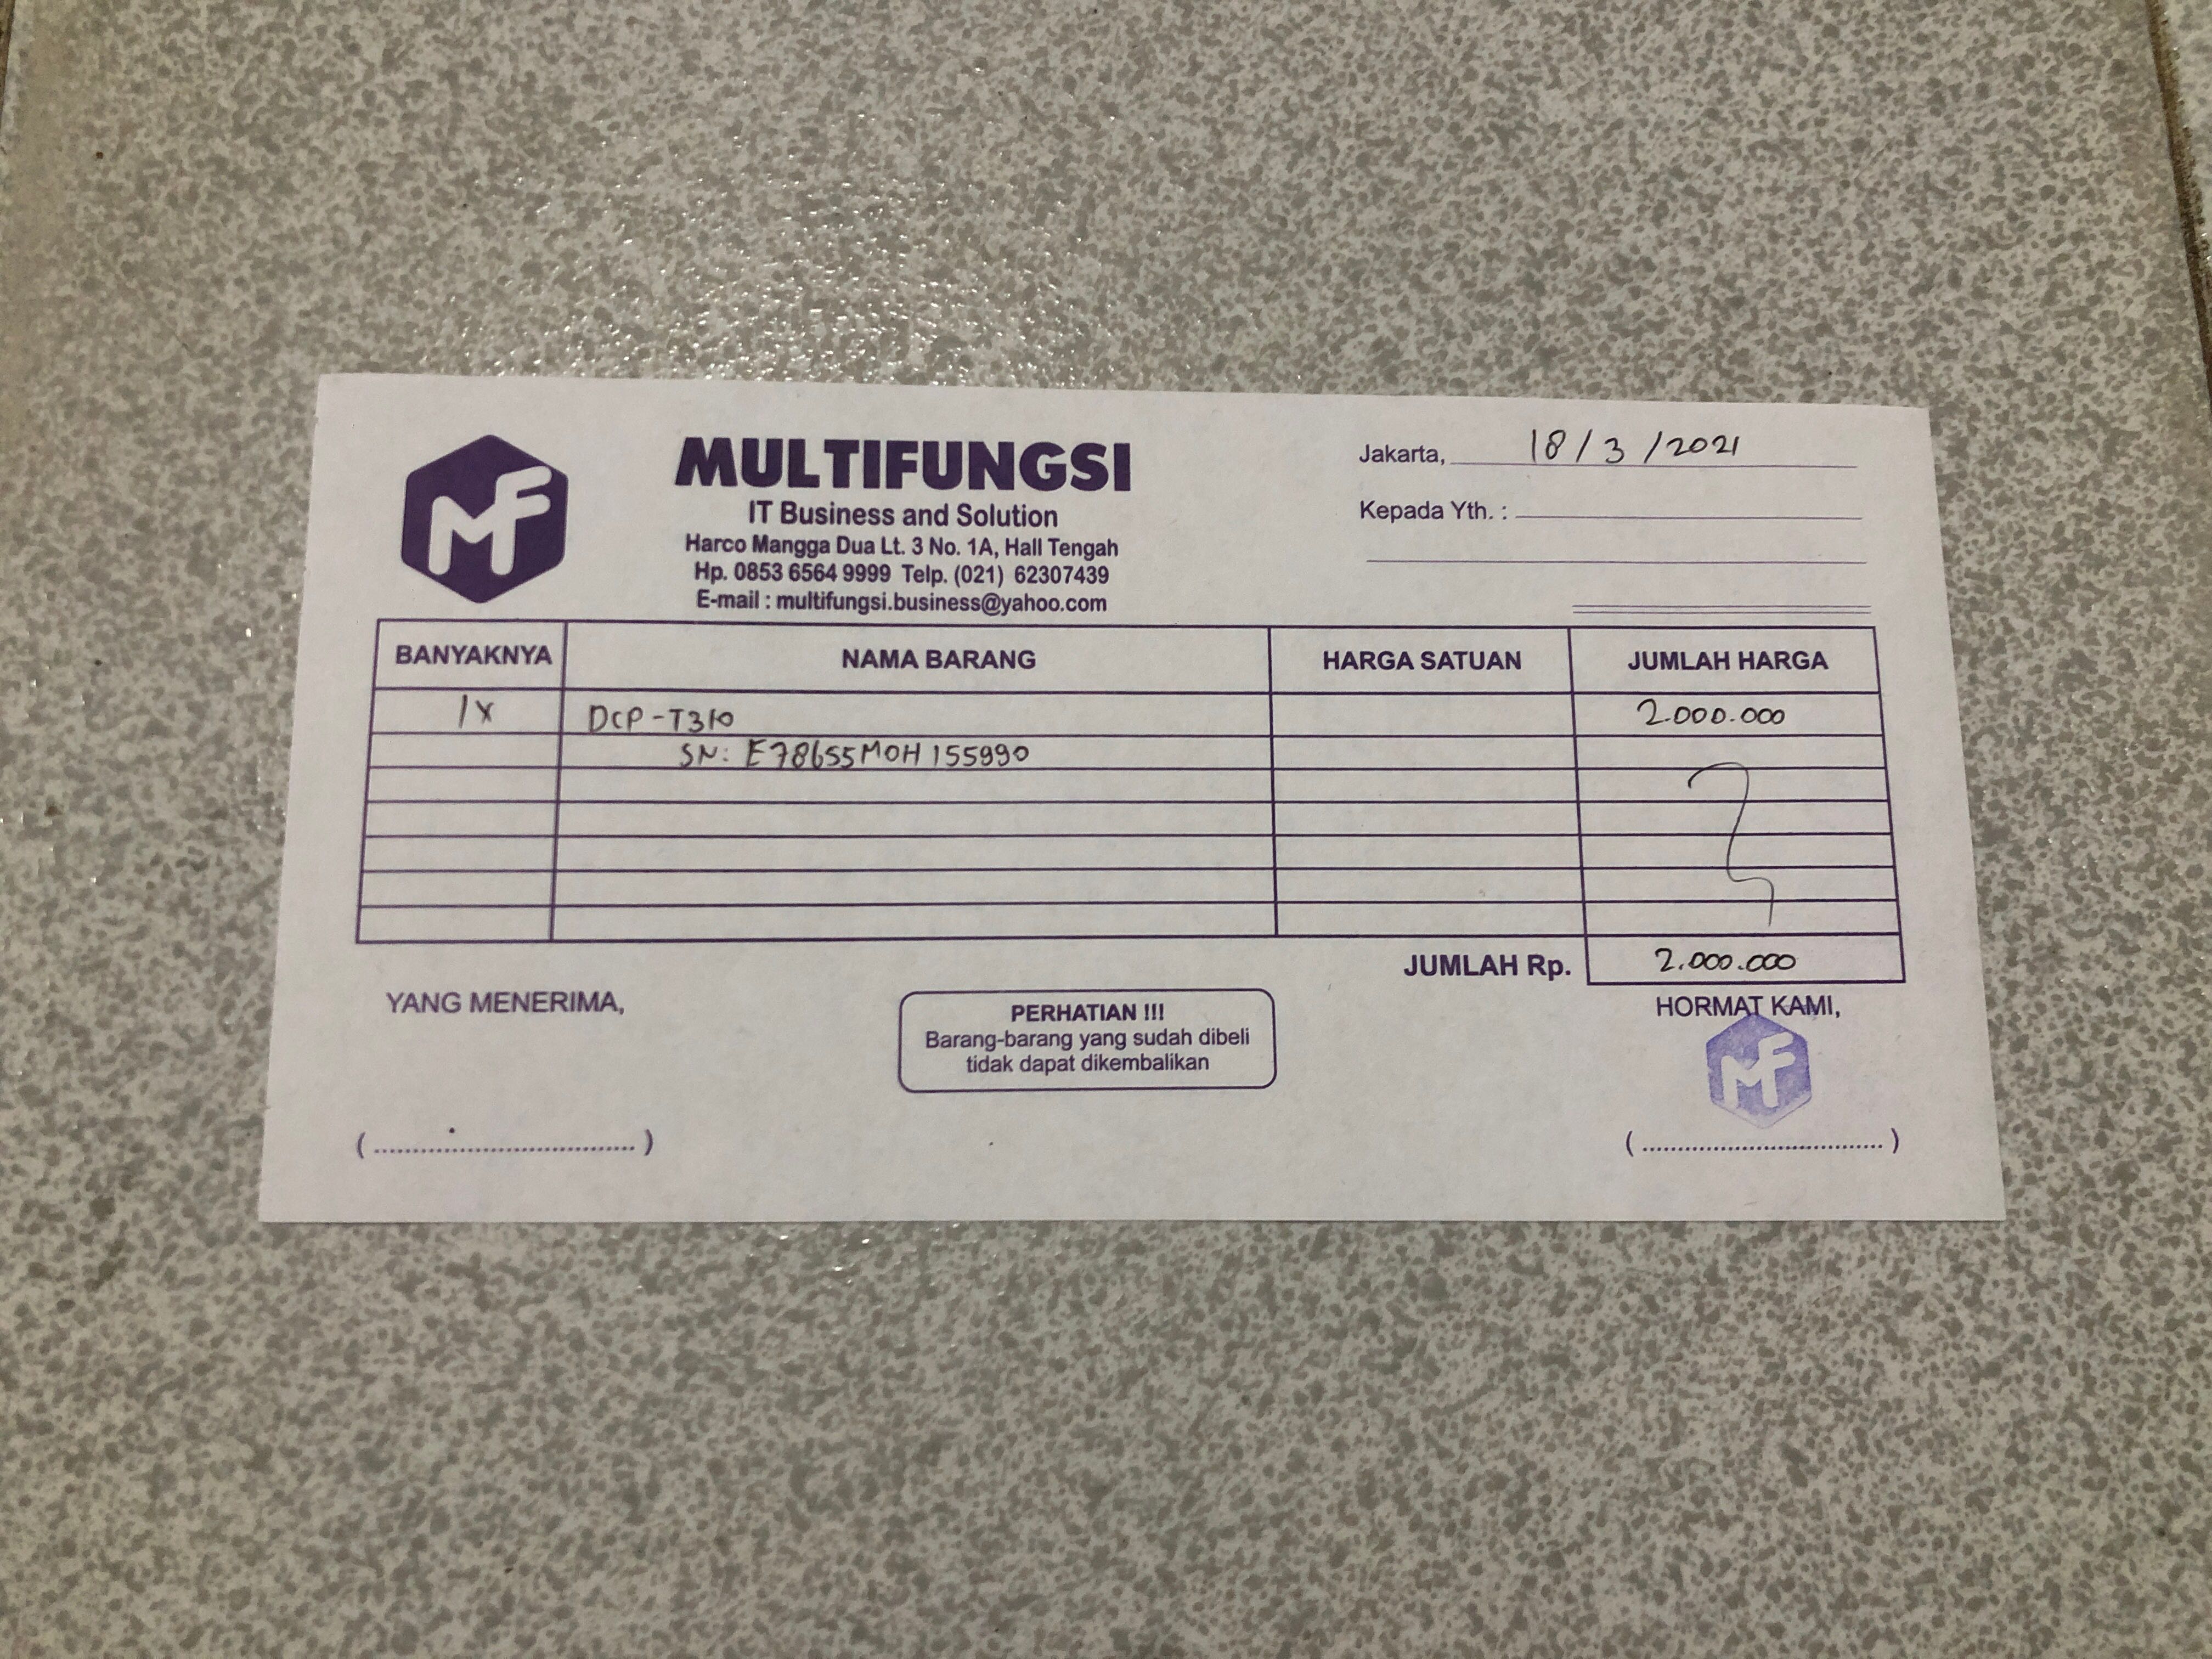 MF
MULTIFUNGSI
IT Business and Solution
Harco Mangga Dua Lt. 3 No. 1A, Hall Tengah
Hp. 0853 6564 9999 Telp. (021) 62307439
E-mail : multifungsi.business@yahoo.com
Jakarta, 18/3/2021
Kepada Yth. :
BANYAKNYA NAMA BARANG HARGA SATUAN JUMLAH HARGA
1X DCP-T310 2.000.000
SN: E78655M0H155990
JUMLAH Rp. 2.000.000
YANG MENERIMA,
PERHATIAN !!!
Barang-barang yang sudah dibeli
tidak dapat dikembalikan
HORMAT KAMI,
MF
(.................................)
(.................................)